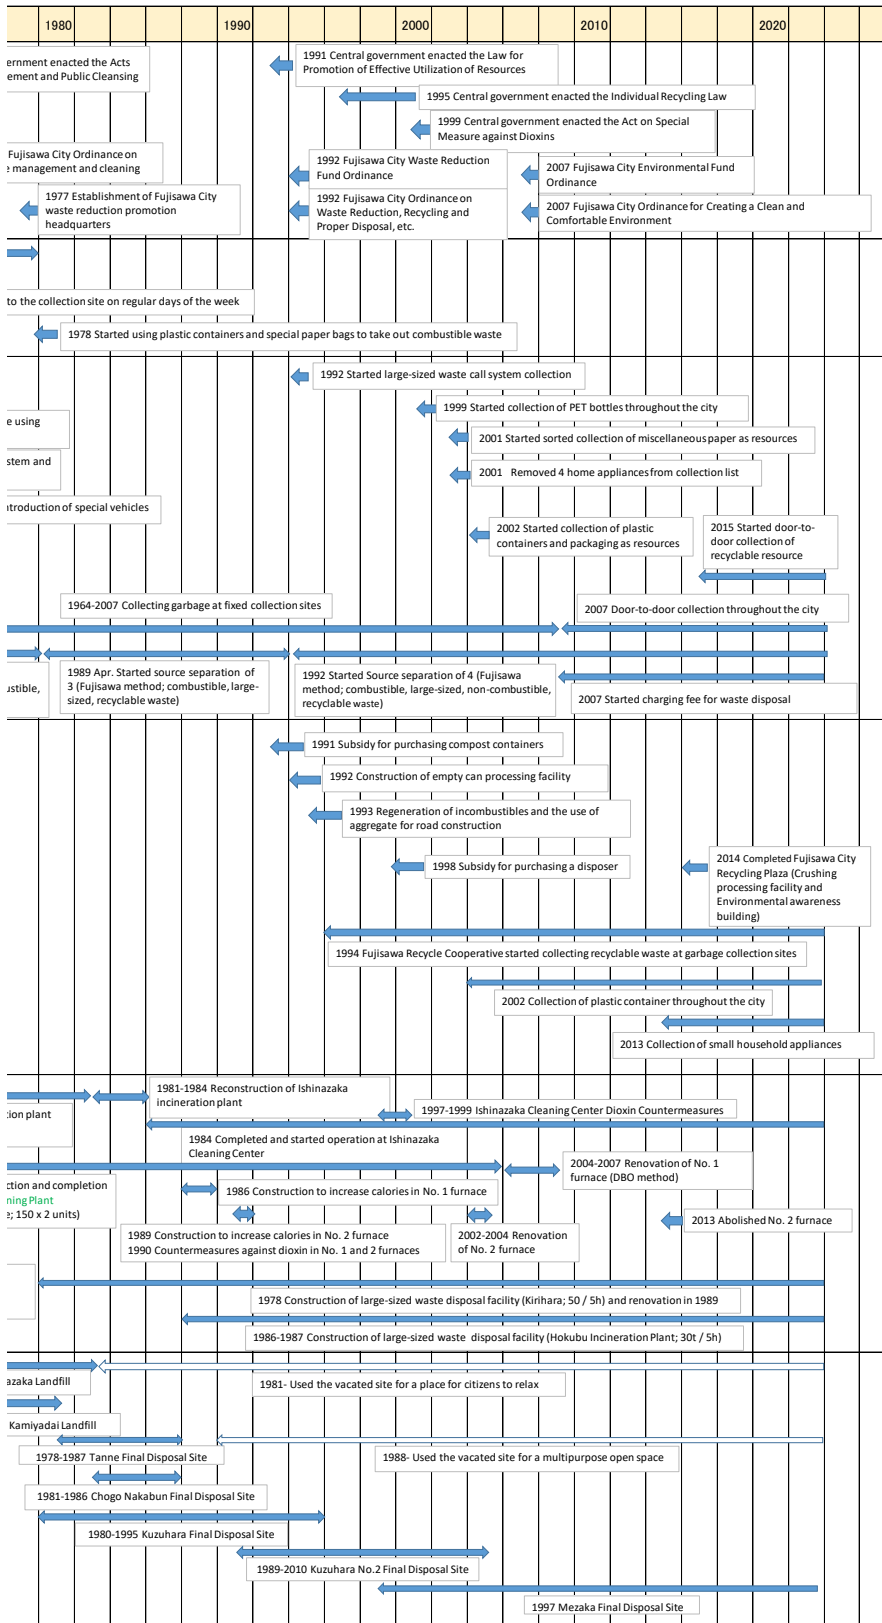 1980 1990 2000 2010 2020
ernment enacted the Acts
ement and Public Cleansing
1991 Central government enacted the Law for
Promotion of Effective Utilization of Resources
1995 Central government enacted the Individual Recycling Law
1999 Central government enacted the Act on Special
Measure against Dioxins
Fujisawa City Ordinance on
e management and cleaning
1992 Fujisawa City Waste Reduction
Fund Ordinance
2007 Fujisawa City Environmental Fund
Ordinance
1977 Establishment of Fujisawa City
waste reduction promotion
headquarters
1992 Fujisawa City Ordinance on
Waste Reduction, Recycling and
Proper Disposal, etc.
2007 Fujisawa City Ordinance for Creating a Clean and
Comfortable Environment
to the collection site on regular days of the week
1978 Started using plastic containers and special paper bags to take out combustible waste
1992 Started large-sized waste call system collection
1999 Started collection of PET bottles throughout the city
e using
2001 Started sorted collection of miscellaneous paper as resources
stem and
2001 Removed 4 home appliances from collection list
ntroduction of special vehicles
2002 Started collection of plastic
containers and packaging as resources
2015 Started door-to-
door collection of
recyclable resource
1964-2007 Collecting garbage at fixed collection sites
2007 Door-to-door collection throughout the city
ustible,
1989 Apr. Started source separation of
3 (Fujisawa method; combustible, large-
sized, recyclable waste)
1992 Started Source separation of 4 (Fujisawa
method; combustible, large-sized, non-combustible,
recyclable waste)
2007 Started charging fee for waste disposal
1991 Subsidy for purchasing compost containers
1992 Construction of empty can processing facility
1993 Regeneration of incombustibles and the use of
aggregate for road construction
1998 Subsidy for purchasing a disposer
2014 Completed Fujisawa City
Recycling Plaza (Crushing
processing facility and
Environmental awareness
building)
1994 Fujisawa Recycle Cooperative started collecting recyclable waste at garbage collection sites
2002 Collection of plastic container throughout the city
2013 Collection of small household appliances
1981-1984 Reconstruction of Ishinazaka
incineration plant
tion plant
1997-1999 Ishinazaka Cleaning Center Dioxin Countermeasures
1984 Completed and started operation at Ishinazaka
Cleaning Center
ction and completion
ning Plant
e; 150 x 2 units)
2004-2007 Renovation of No. 1
furnace (DBO method)
1986 Construction to increase calories in No. 1 furnace
1989 Construction to increase calories in No. 2 furnace
1990 Countermeasures against dioxin in No. 1 and 2 furnaces
2002-2004 Renovation
of No. 2 furnace
2013 Abolished No. 2 furnace
1978 Construction of large-sized waste disposal facility (Kirihara; 50 / 5h) and renovation in 1989
1986-1987 Construction of large-sized waste disposal facility (Hokubu Incineration Plant; 30t / 5h)
azaka Landfill
1981- Used the vacated site for a place for citizens to relax
Kamiyadai Landfill
1978-1987 Tanne Final Disposal Site
1988- Used the vacated site for a multipurpose open space
1981-1986 Chogo Nakabun Final Disposal Site
1980-1995 Kuzuhara Final Disposal Site
1989-2010 Kuzuhara No.2 Final Disposal Site
1997 Mezaka Final Disposal Site